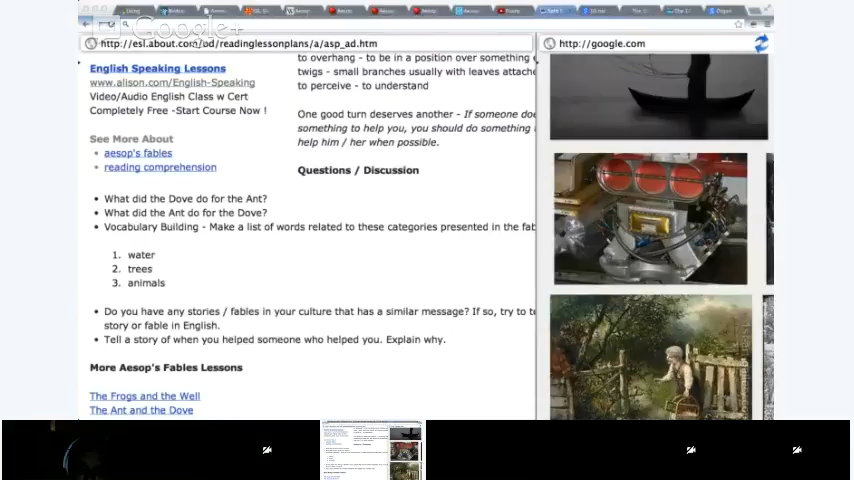 Google+
http://esl.about.com/od/readinglessonplans/a/asp_ad.htm
http://google.com
English Speaking Lessons
www.alison.com/English-Speaking
Video/Audio English Class w Cert
Completely Free -Start Course Now !
See More About
• aesop's fables
• reading comprehension
to overhang - to be in a position over something
twigs - small branches usually with leaves attache
to perceive - to understand
One good turn deserves another - If someone doe
something to help you, you should do something
help him / her when possible.
Questions / Discussion
• What did the Dove do for the Ant?
• What did the Ant do for the Dove?
• Vocabulary Building - Make a list of words related to these categories presented in the fab
1. water
2. trees
3. animals
• Do you have any stories / fables in your culture that has a similar message? If so, try to te
story or fable in English.
• Tell a story of when you helped someone who helped you. Explain why.
More Aesop's Fables Lessons
The Frogs and the Well
The Ant and the Dove